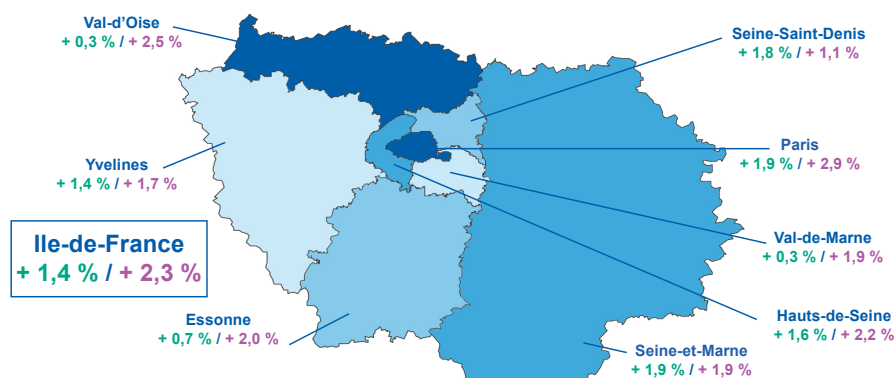 Val-d'Oise
+ 0,3 % / + 2,5 %
Seine-Saint-Denis
+ 1,8 % / + 1,1 %
Yvelines
+ 1,4 % / + 1,7 %
Paris
+ 1,9 % / + 2,9 %
Ile-de-France
+ 1,4 % / + 2,3 %
Val-de-Marne
+ 0,3 % / + 1,9 %
Essonne
+ 0,7 % / + 2,0 %
Hauts-de-Seine
+ 1,6 % / + 2,2 %
Seine-et-Marne
+ 1,9 % / + 1,9 %